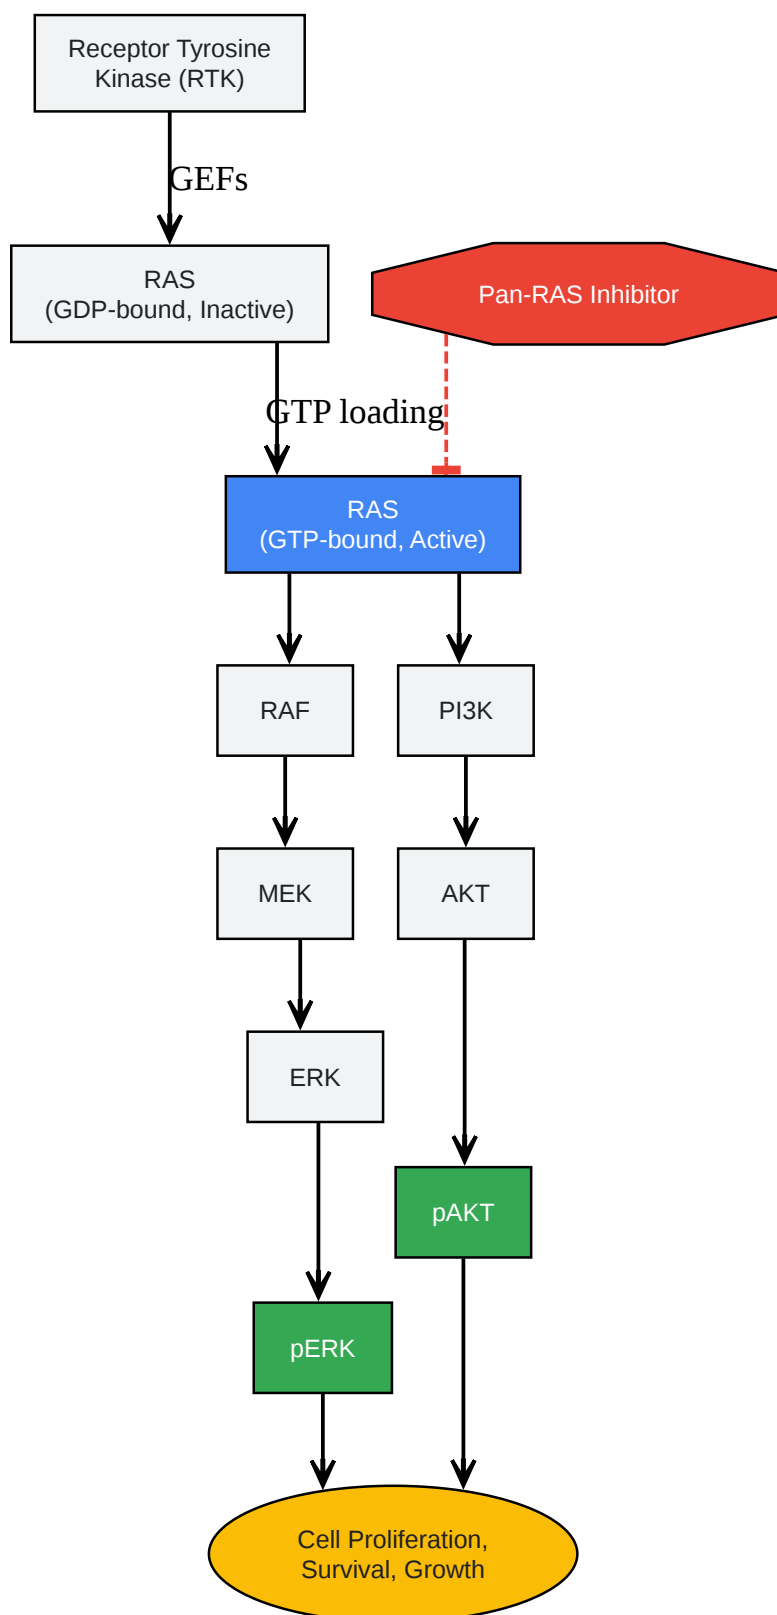 Receptor Tyrosine
Kinase (RTK)
GEFs
RAS
(GDP-bound, Inactive)
Pan-RAS Inhibitor
GTP loading
RAS
(GTP-bound, Active)
RAF
PI3K
MEK
AKT
ERK
pAKT
pERK
Cell Proliferation,
Survival, Growth